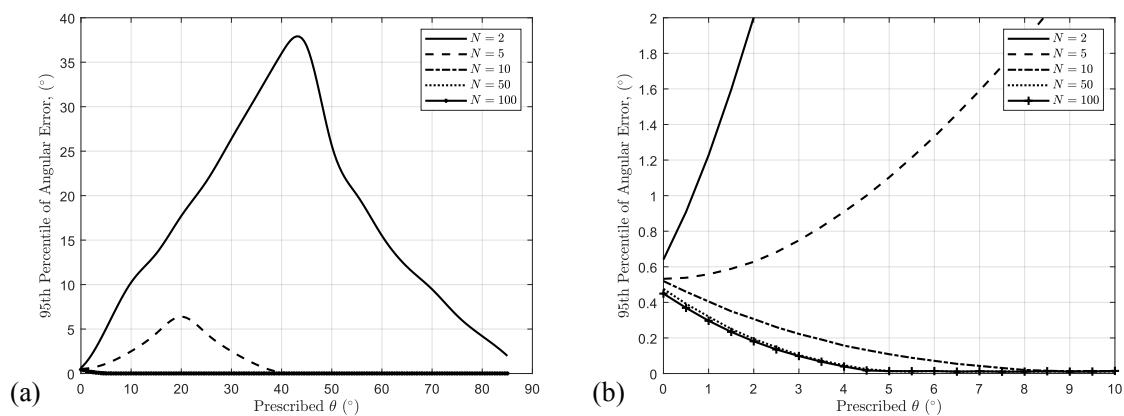 40
35
30
25
20
15
10
5
0
0 10 20 30 40 50 60 70 80 90
95th Percentile of Angular Error, (°)
Prescribed θ (°)
N = 2
N = 5
N = 10
N = 50
N = 100
(a)
2
1.8
1.6
1.4
1.2
1
0.8
0.6
0.4
0.2
0
0 1 2 3 4 5 6 7 8 9 10
95th Percentile of Angular Error, (°)
Prescribed θ (°)
N = 2
N = 5
N = 10
N = 50
N = 100
(b)